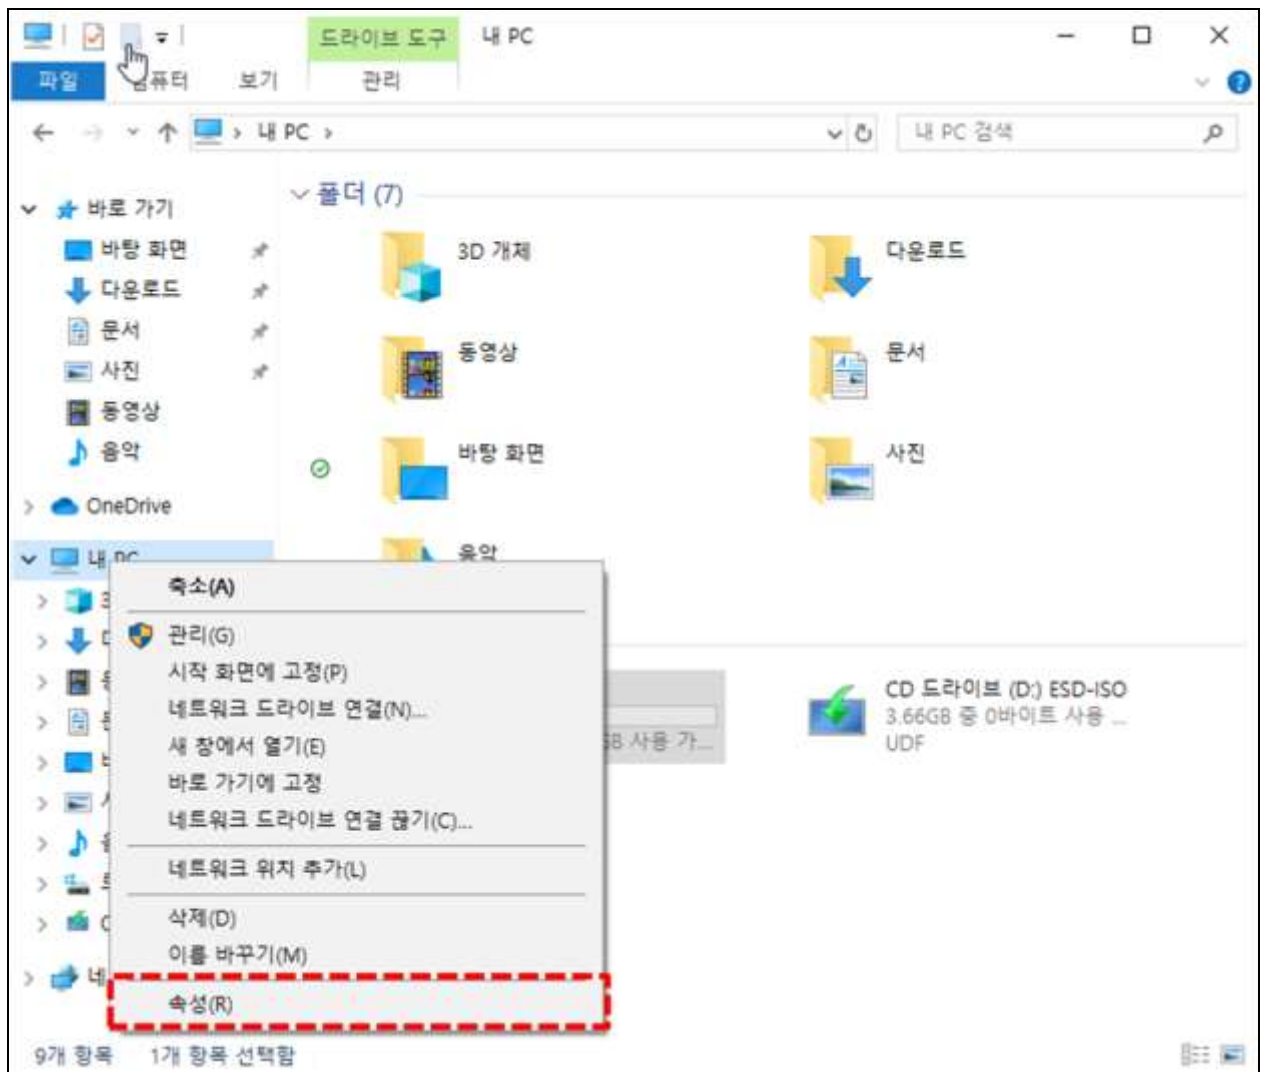 드라이브 도구
내 PC
파일
컴퓨터
보기
관리
내 PC
내 PC 검색
바로 가기
바탕 화면
다운로드
문서
사진
동영상
음악
OneDrive
내 PC
폴더 (7)
3D 개체
다운로드
동영상
문서
바탕 화면
사진
음악
축소(A)
관리(G)
시작 화면에 고정(P)
네트워크 드라이브 연결(N)...
새 창에서 열기(E)
바로 가기에 고정
네트워크 드라이브 연결 끊기(C)...
네트워크 위치 추가(L)
삭제(D)
이름 바꾸기(M)
속성(R)
GB 사용 가...
CD 드라이브 (D:) ESD-ISO
3.66GB 중 0바이트 사용 ...
UDF
9개 항목
1개 항목 선택함